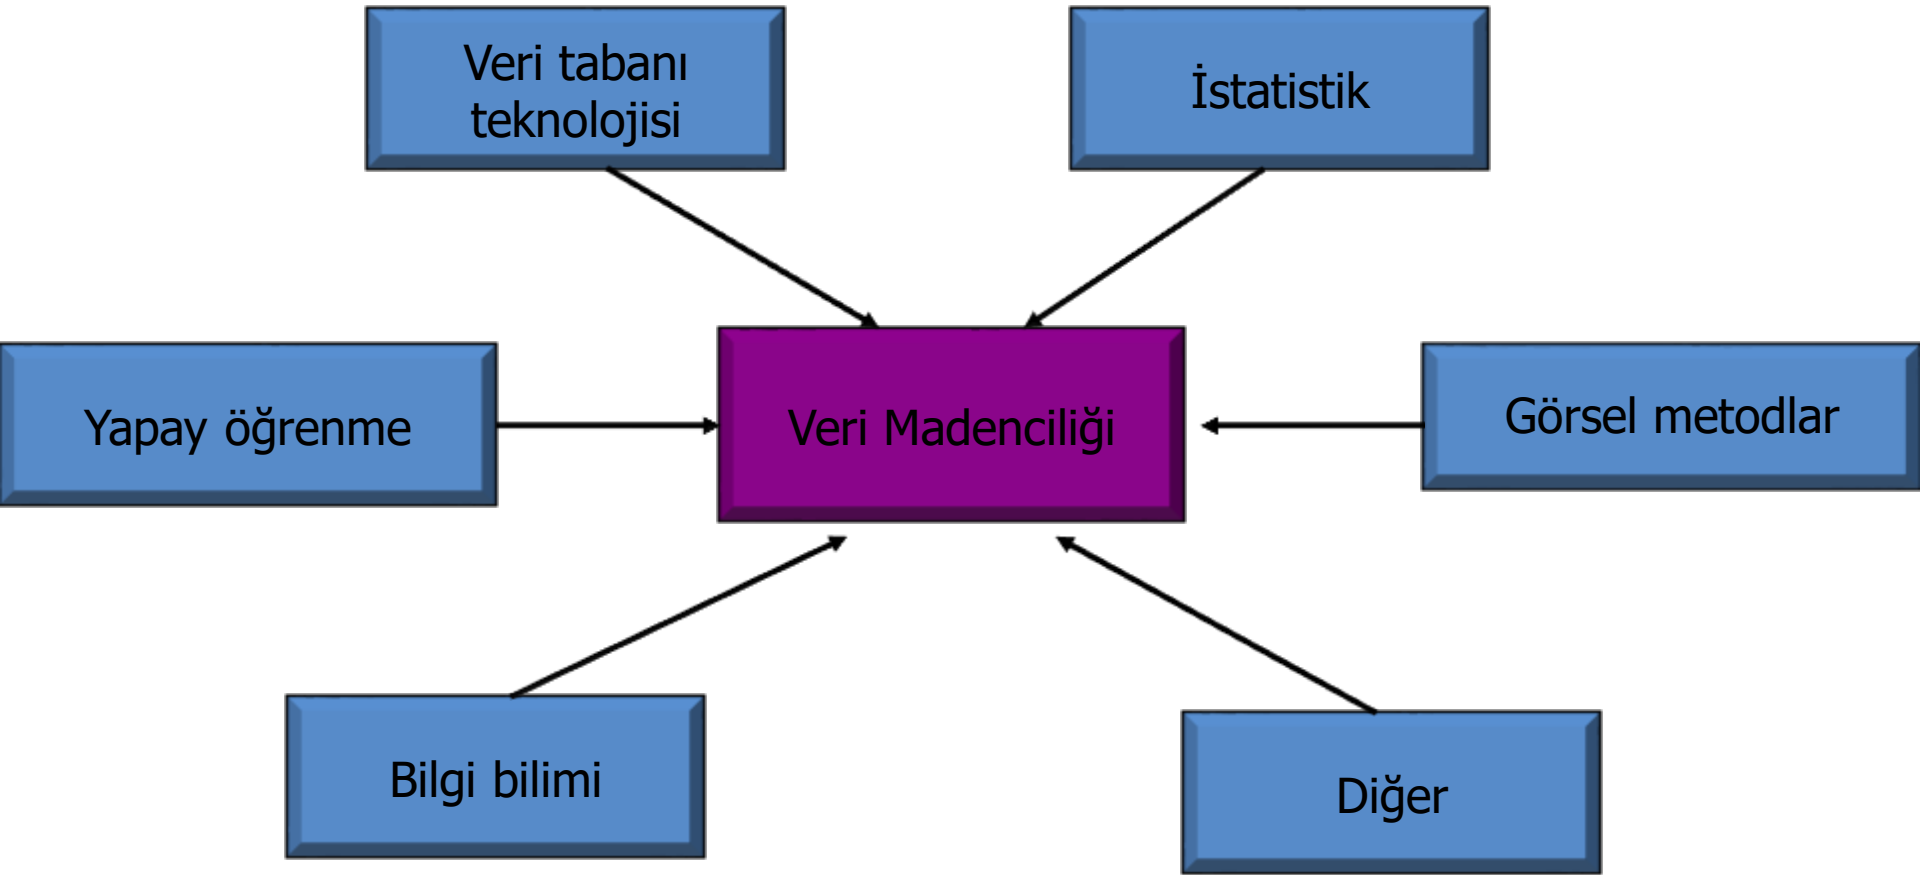 Veri tabanı
teknolojisi
İstatistik
Yapay öğrenme
Veri Madenciliği
Görsel metodlar
Bilgi bilimi
Diğer